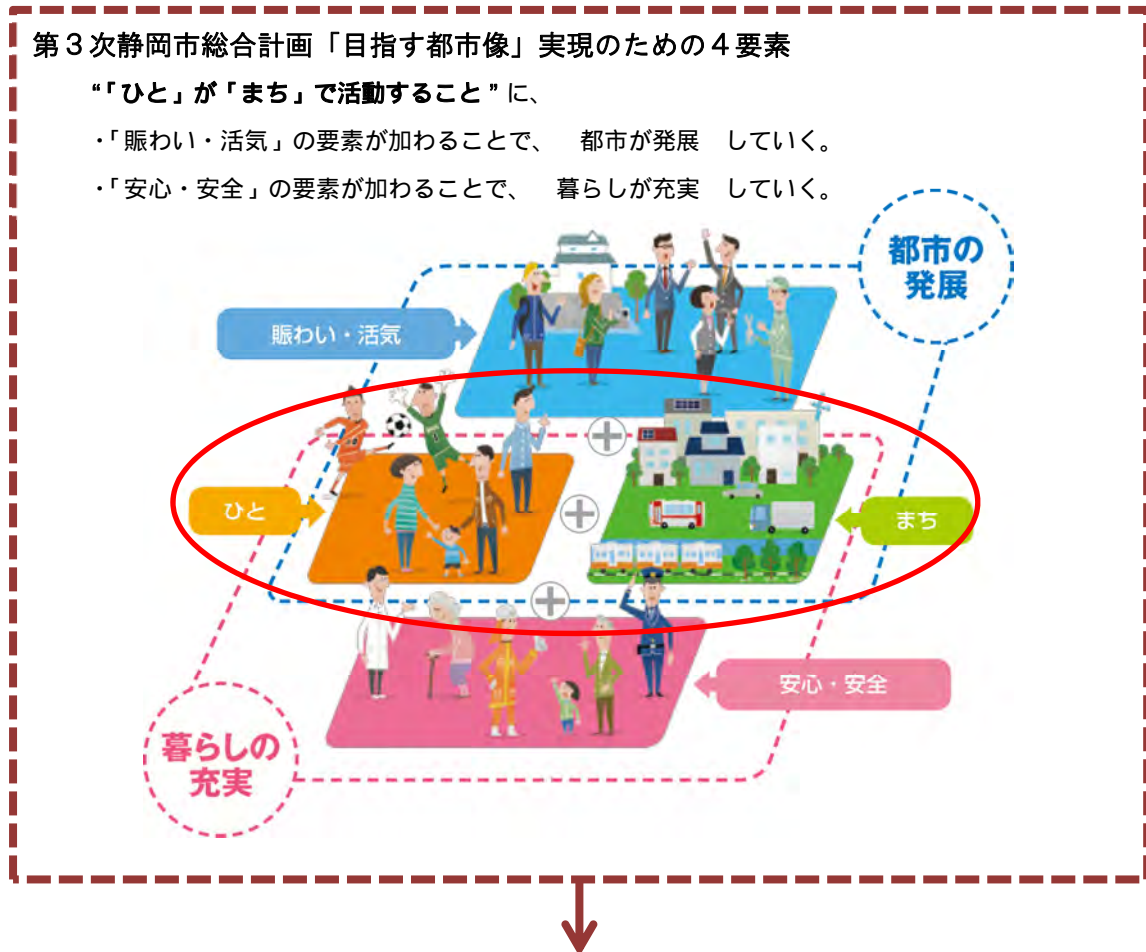 第３次静岡市総合計画「目指す都市像」実現のための４要素
“「ひと」が「まち」で活動すること”に、
・「賑わい・活気」の要素が加わることで、　都市が発展　していく。
・「安心・安全」の要素が加わることで、　暮らしが充実　していく。
都市の
発展
賑わい・活気
ひと
まち
安心・安全
暮らしの
充実